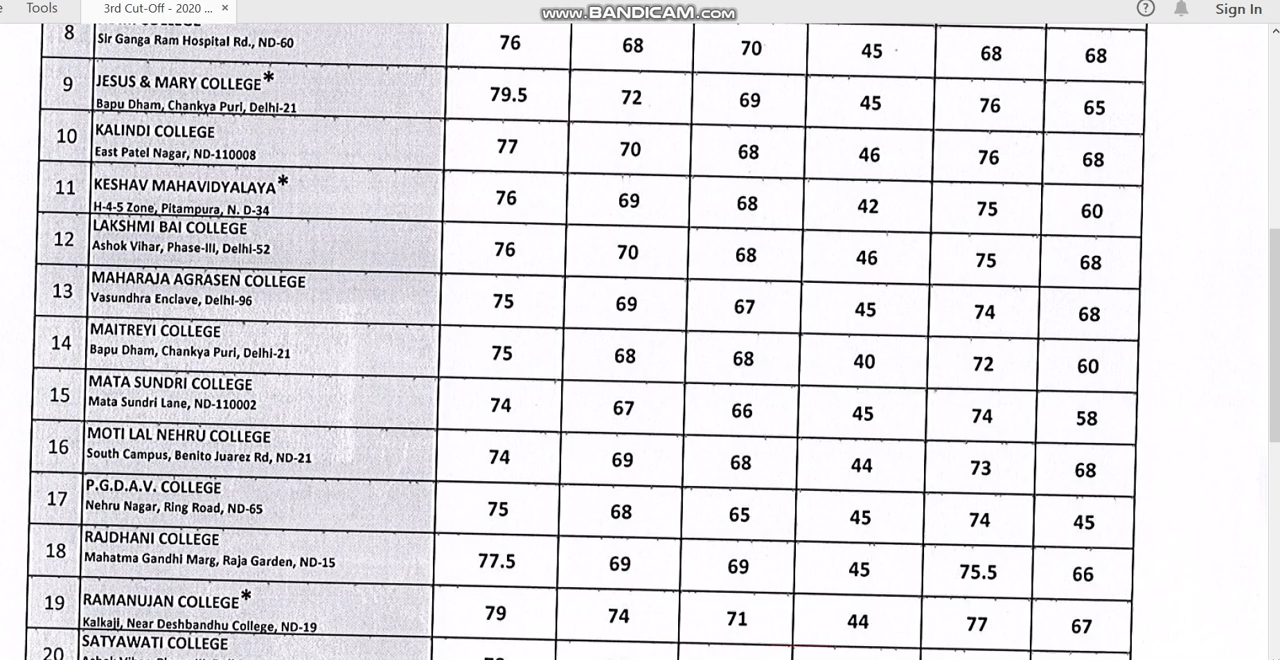 Tools 3rd Cut-Off - 2020 ... × www.BANDICAM.com ? Sign In
8 Sir Ganga Ram Hospital Rd., ND-60 76 68 70 45 68 68
9 JESUS & MARY COLLEGE* 79.5 72 69 45 76 65
Bapu Dham, Chankya Puri, Delhi-21
10 KALINDI COLLEGE 77 70 68 46 76 68
East Patel Nagar, ND-110008
11 KESHAV MAHAVIDYALAYA* 76 69 68 42 75 60
H-4-5 Zone, Pitampura, N. D-34
12 LAKSHMI BAI COLLEGE 76 70 68 46 75 68
Ashok Vihar, Phase-III, Delhi-52
13 MAHARAJA AGRASEN COLLEGE 75 69 67 45 74 68
Vasundhra Enclave, Delhi-96
14 MAITREYI COLLEGE 75 68 68 40 72 60
Bapu Dham, Chankya Puri, Delhi-21
15 MATA SUNDRI COLLEGE 74 67 66 45 74 58
Mata Sundri Lane, ND-110002
16 MOTI LAL NEHRU COLLEGE 74 69 68 44 73 68
South Campus, Benito Juarez Rd, ND-21
17 P.G.D.A.V. COLLEGE 75 68 65 45 74 45
Nehru Nagar, Ring Road, ND-65
18 RAJDHANI COLLEGE 77.5 69 69 45 75.5 66
Mahatma Gandhi Marg, Raja Garden, ND-15
19 RAMANUJAN COLLEGE* 79 74 71 44 77 67
Kalkaji, Near Deshbandhu College, ND-19
20 SATYAWATI COLLEGE